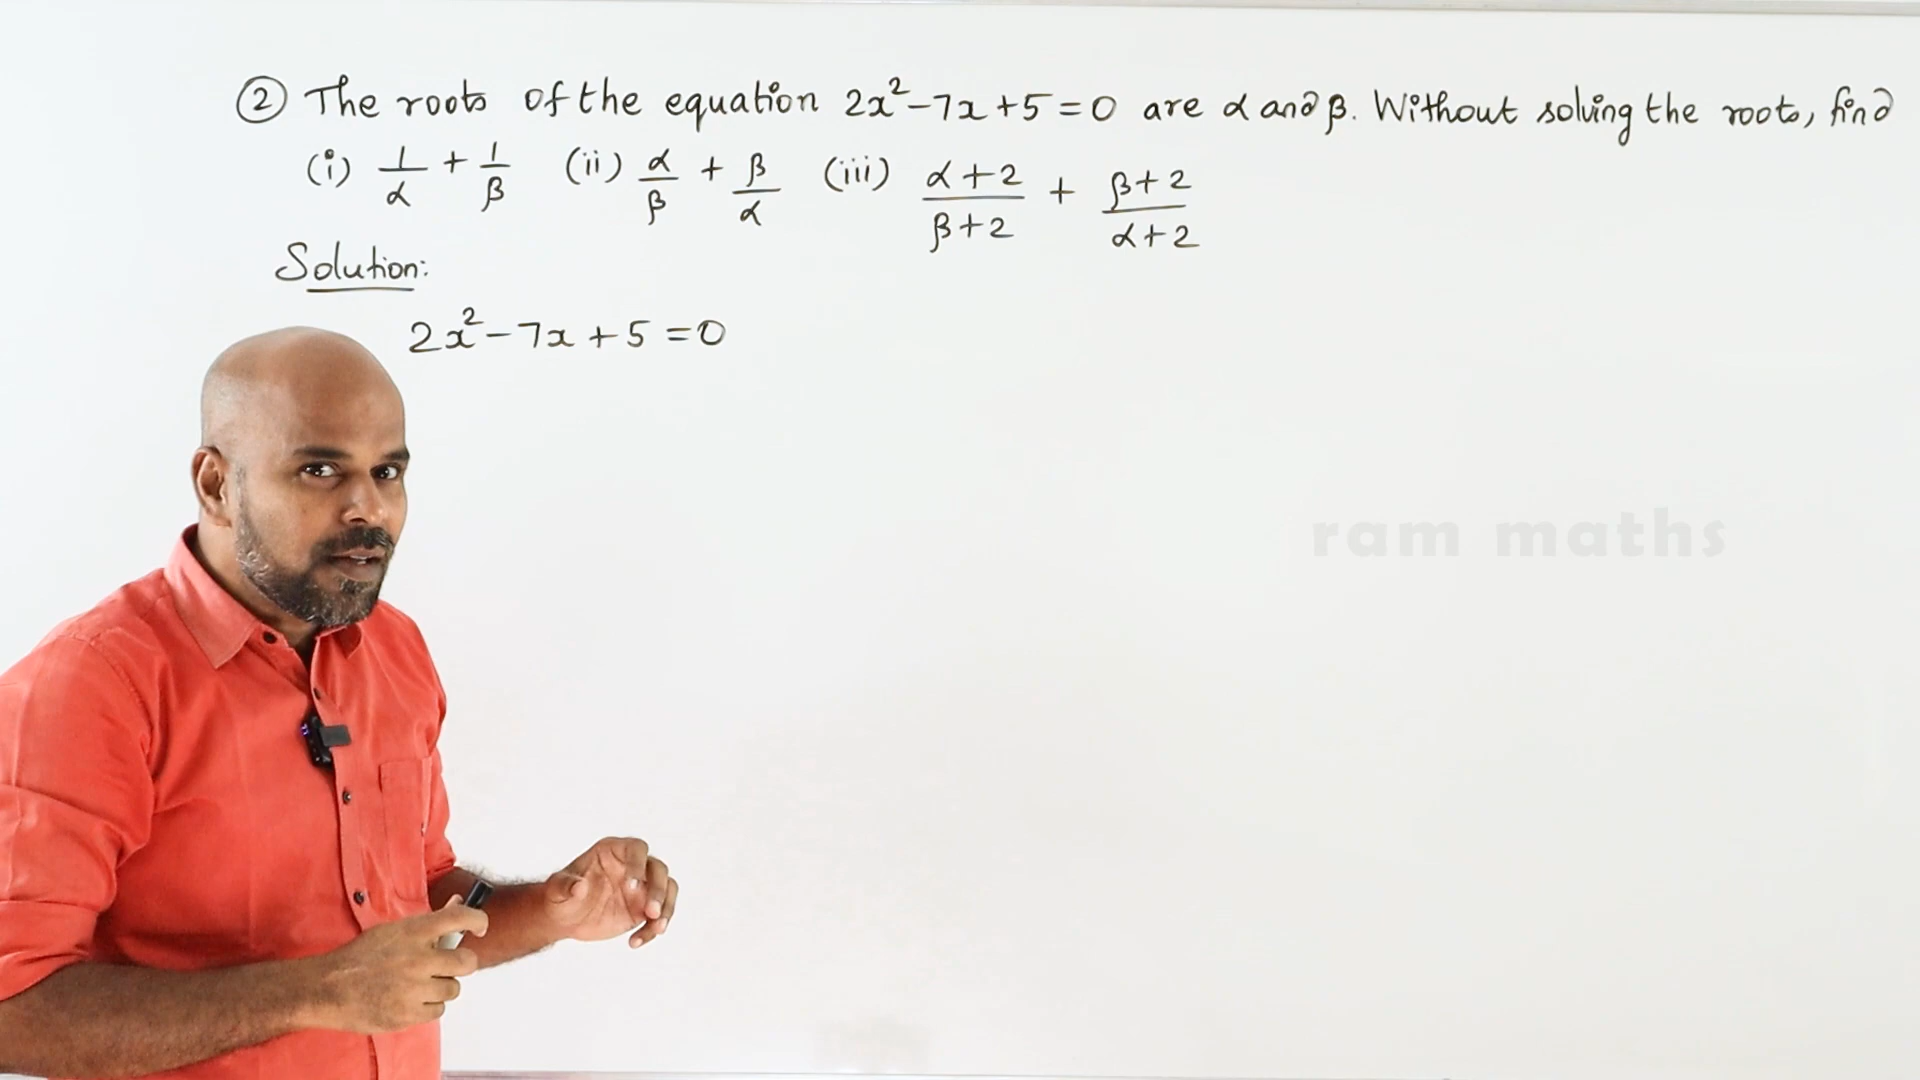 ② The roots of the equation 2x²-7x+5=0 are α and β. Without solving the roots, find
(i) 1/α + 1/β (ii) α/β + β/α (iii) α+2/β+2 + β+2/α+2
Solution:
2x²-7x+5=0
ram maths